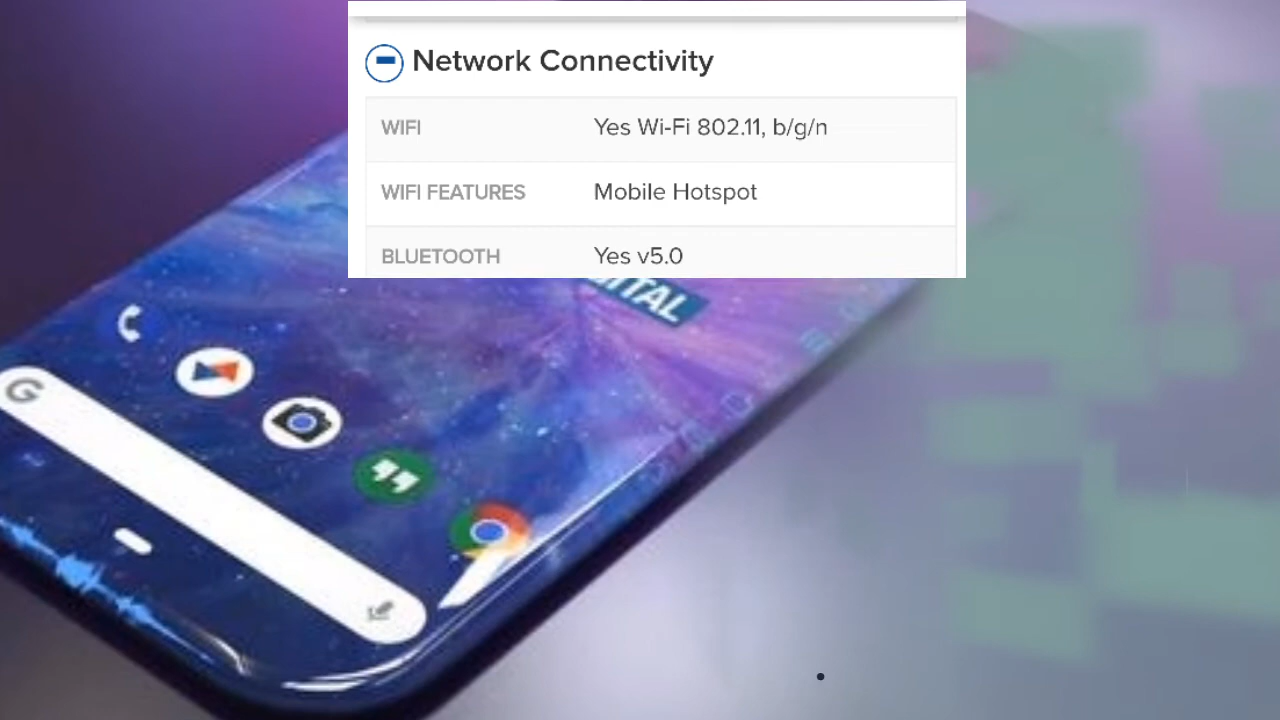 Network Connectivity
WIFI Yes Wi-Fi 802.11, b/g/n
WIFI FEATURES Mobile Hotspot
BLUETOOTH Yes v5.0
G